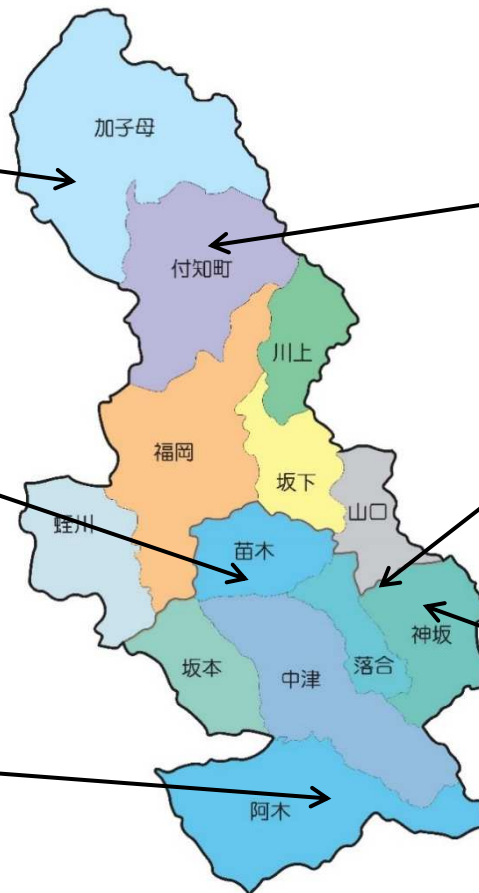 加子母
付知町
川上
福岡
坂下
山口
蛭川
苗木
神坂
落合
坂本
中津
阿木